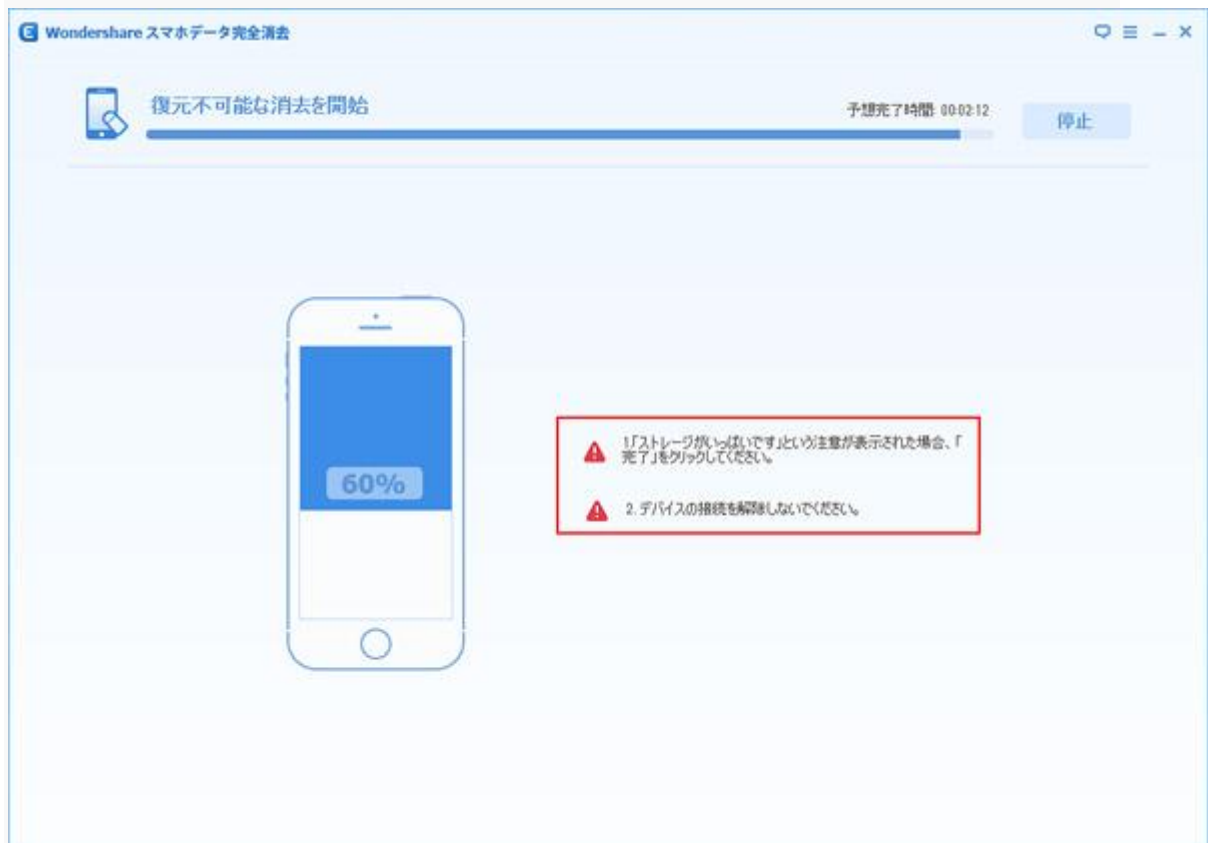 Wondershare スマホデータ完全消去
復元不可能な消去を開始
予想完了時間: 00:02:12
停止
60%
1「ストレージがいっぱいです」という注意が表示された場合、「
完了」をクリックしてください。
2. デバイスの接続を解除しないでください。